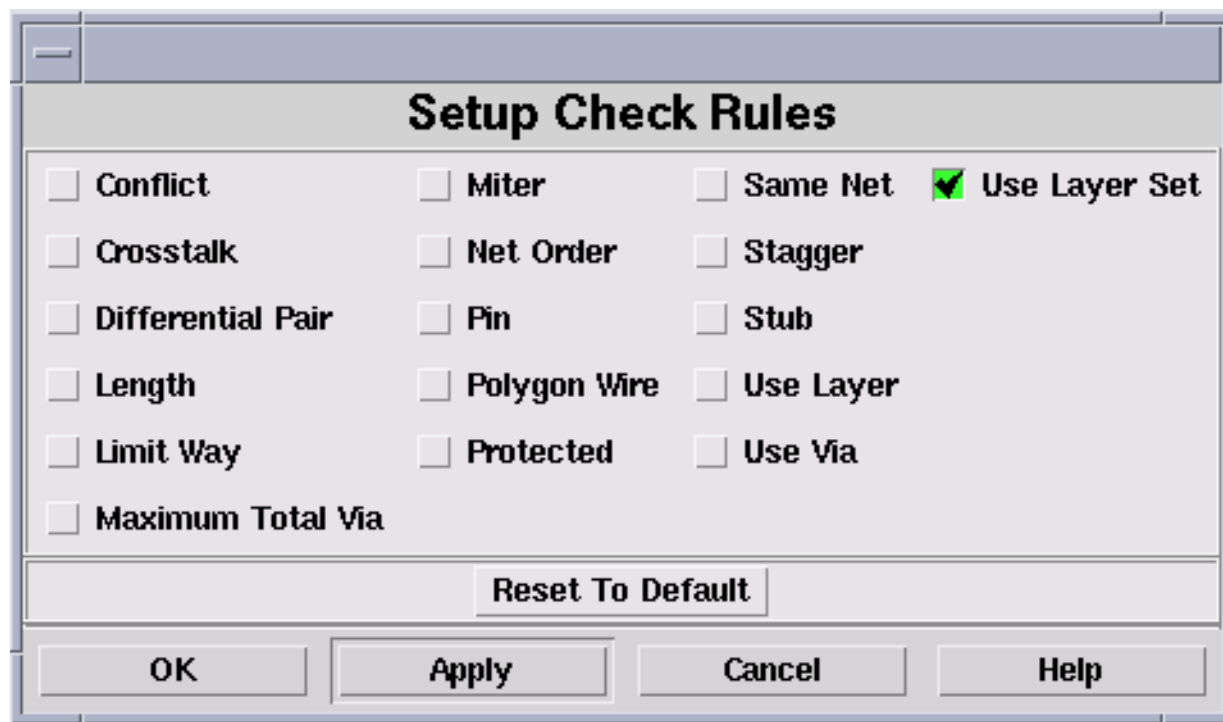 Setup Check Rules
Conflict Miter Same Net Use Layer Set
Crosstalk Net Order Stagger
Differential Pair Pin Stub
Length Polygon Wire Use Layer
Limit Way Protected Use Via
Maximum Total Via
Reset To Default
OK Apply Cancel Help